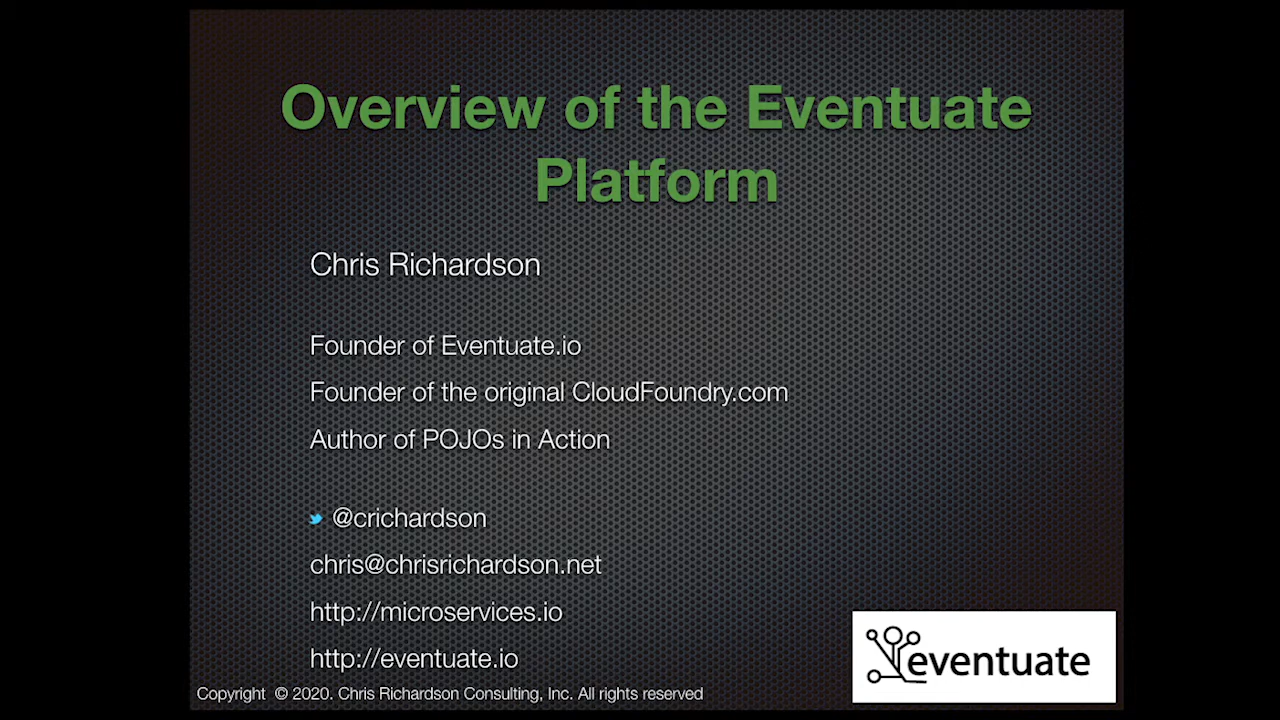 Overview of the Eventuate
Platform
Chris Richardson
Founder of Eventuate.io
Founder of the original CloudFoundry.com
Author of POJOs in Action
@crichardson
chris@chrisrichardson.net
http://microservices.io
http://eventuate.io
eventuate
Copyright © 2020. Chris Richardson Consulting, Inc. All rights reserved